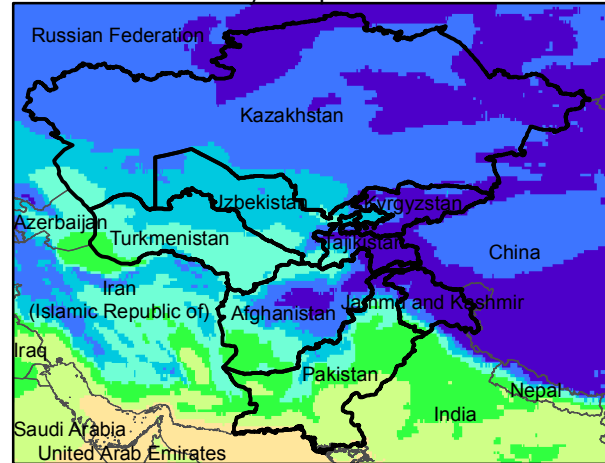 Russian Federation
Kazakhstan
Uzbekistan
Kyrgyzstan
Azerbaijan
Turkmenistan
Tajikistan
China
Iran
(Islamic Republic of)
Afghanistan
Jammu and Kashmir
Iraq
Pakistan
Nepal
India
Saudi Arabia
United Arab Emirates